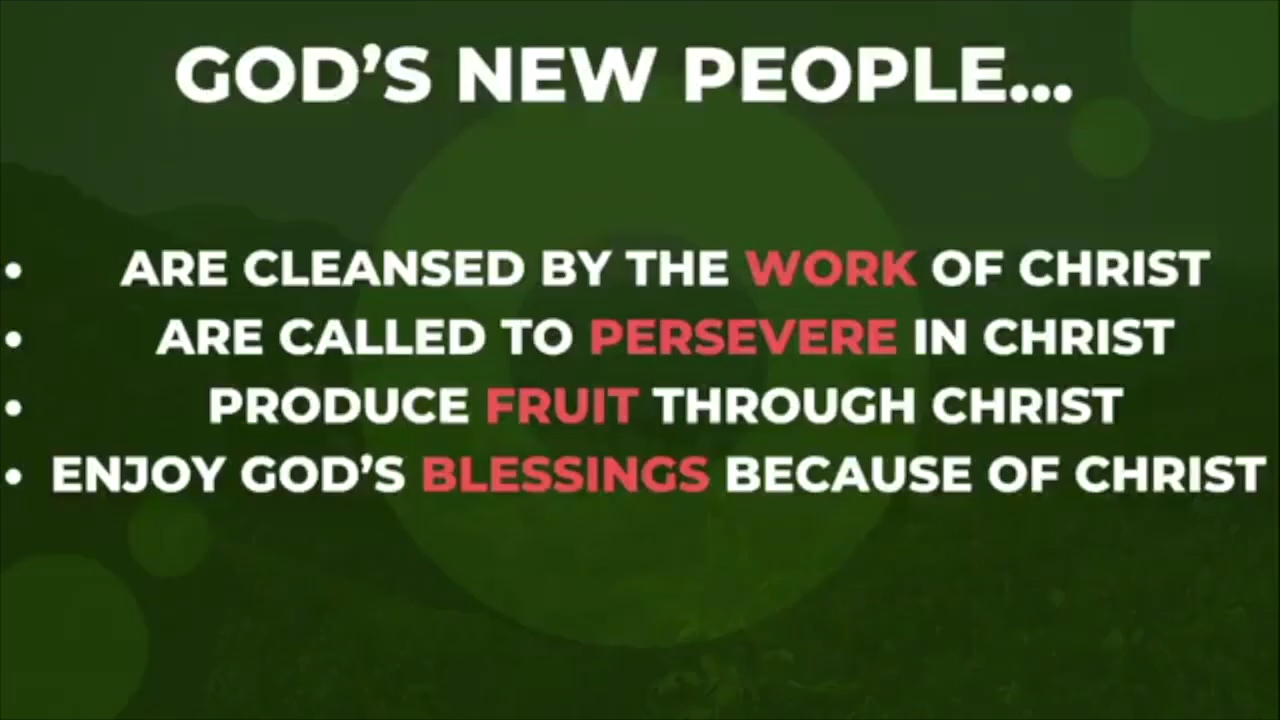 GOD’S NEW PEOPLE...
• ARE CLEANSED BY THE WORK OF CHRIST
• ARE CALLED TO PERSEVERE IN CHRIST
• PRODUCE FRUIT THROUGH CHRIST
• ENJOY GOD’S BLESSINGS BECAUSE OF CHRIST